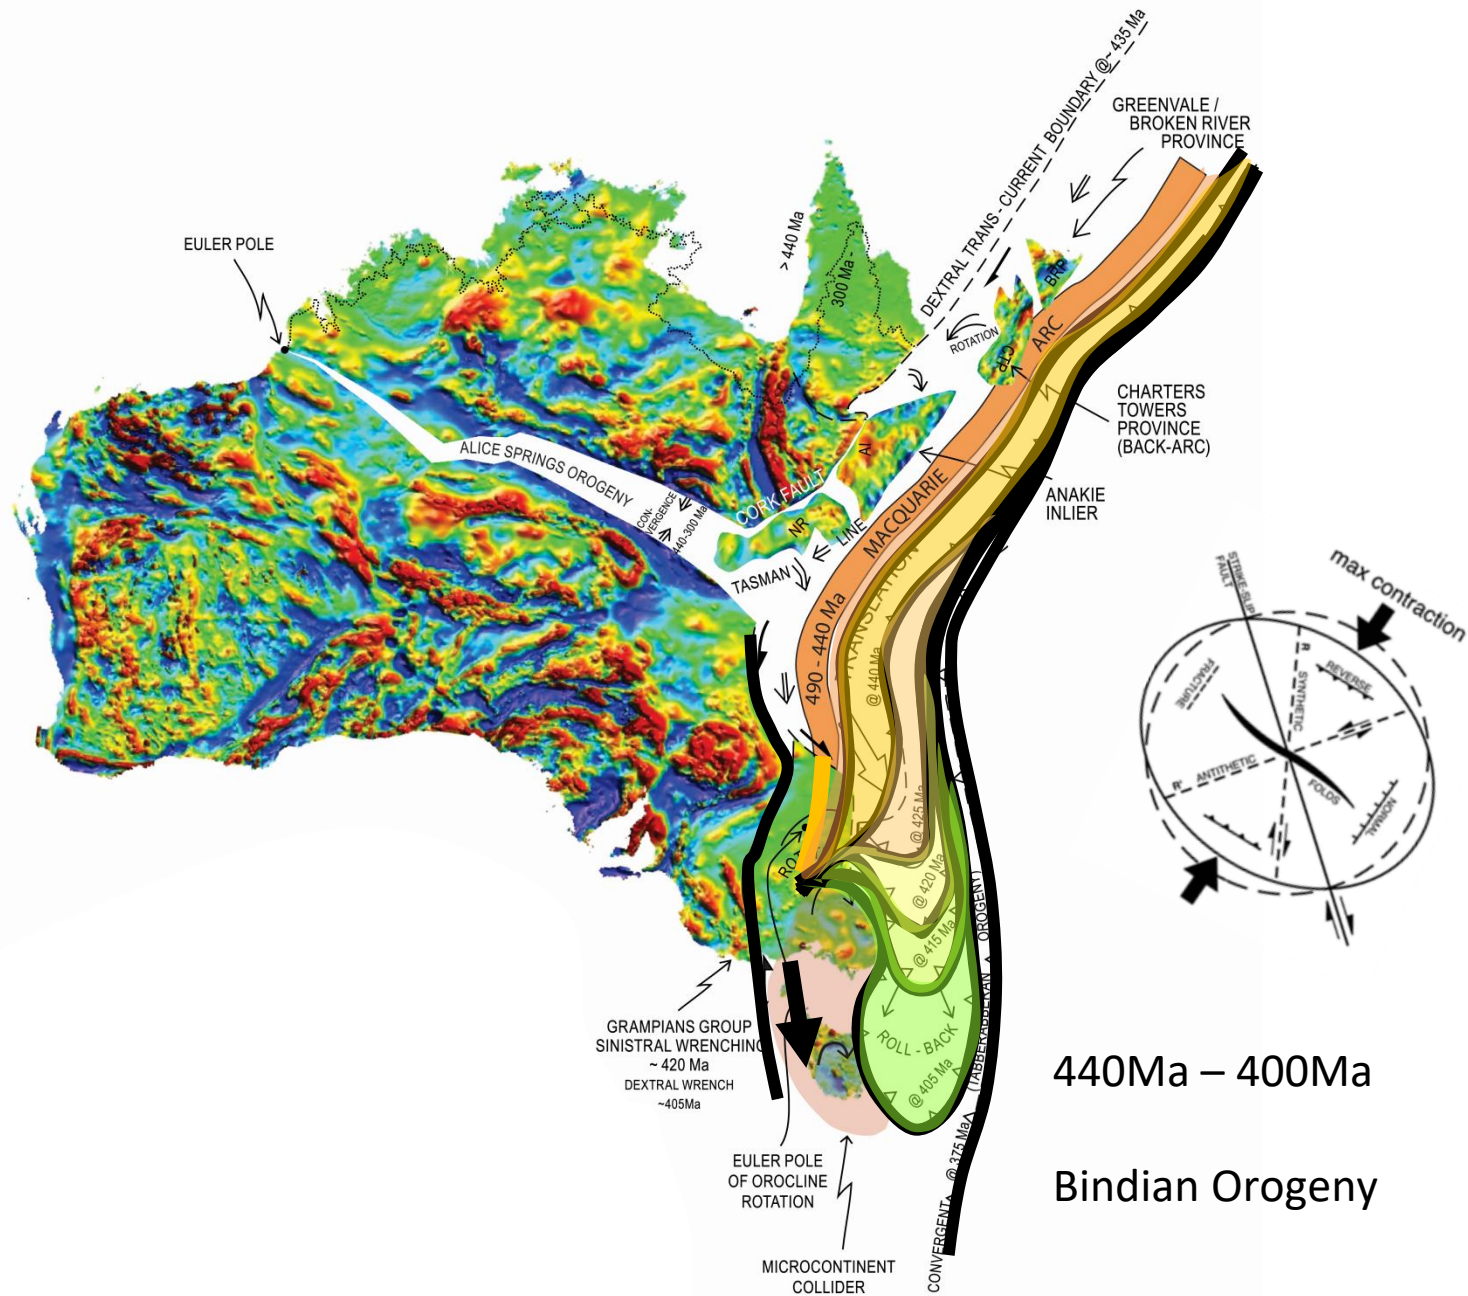 DEXTRAL TRANS - CURRENT BOUNDARY @~ 435 Ma
GREENVALE /
BROKEN RIVER
PROVINCE
EULER POLE
> 440 Ma
300 Ma
BRP
ROTATION
CTP
ARC
CHARTERS
TOWERS
PROVINCE
(BACK-ARC)
ALICE SPRINGS OROGENY
CON-
VERGENCE
440-300 Ma
CORK FAULT
AI
NR
TASMAN LINE
MACQUARIE
490 - 440 Ma
ANAKIE
INLIER
TRANSLATION
@ 440 Ma
@ 425 Ma
@ 420 Ma
@ 415 Ma
ROLL - BACK
@ 405 Ma
CONVERGENT @ 375 Ma (TABBERABBERAN OROGENT)
STRIKE-SLIP
FAULT
max contraction
R
SYNTHETIC
REVERSE
FRACTURE
R' ANTITHETIC
FOLDS
NORMAL
GRAMPIANS GROUP
SINISTRAL WRENCHING
~ 420 Ma
DEXTRAL WRENCH
~405Ma
EULER POLE
OF OROCLINE
ROTATION
MICROCONTINENT
COLLIDER
440Ma – 400Ma
Bindian Orogeny